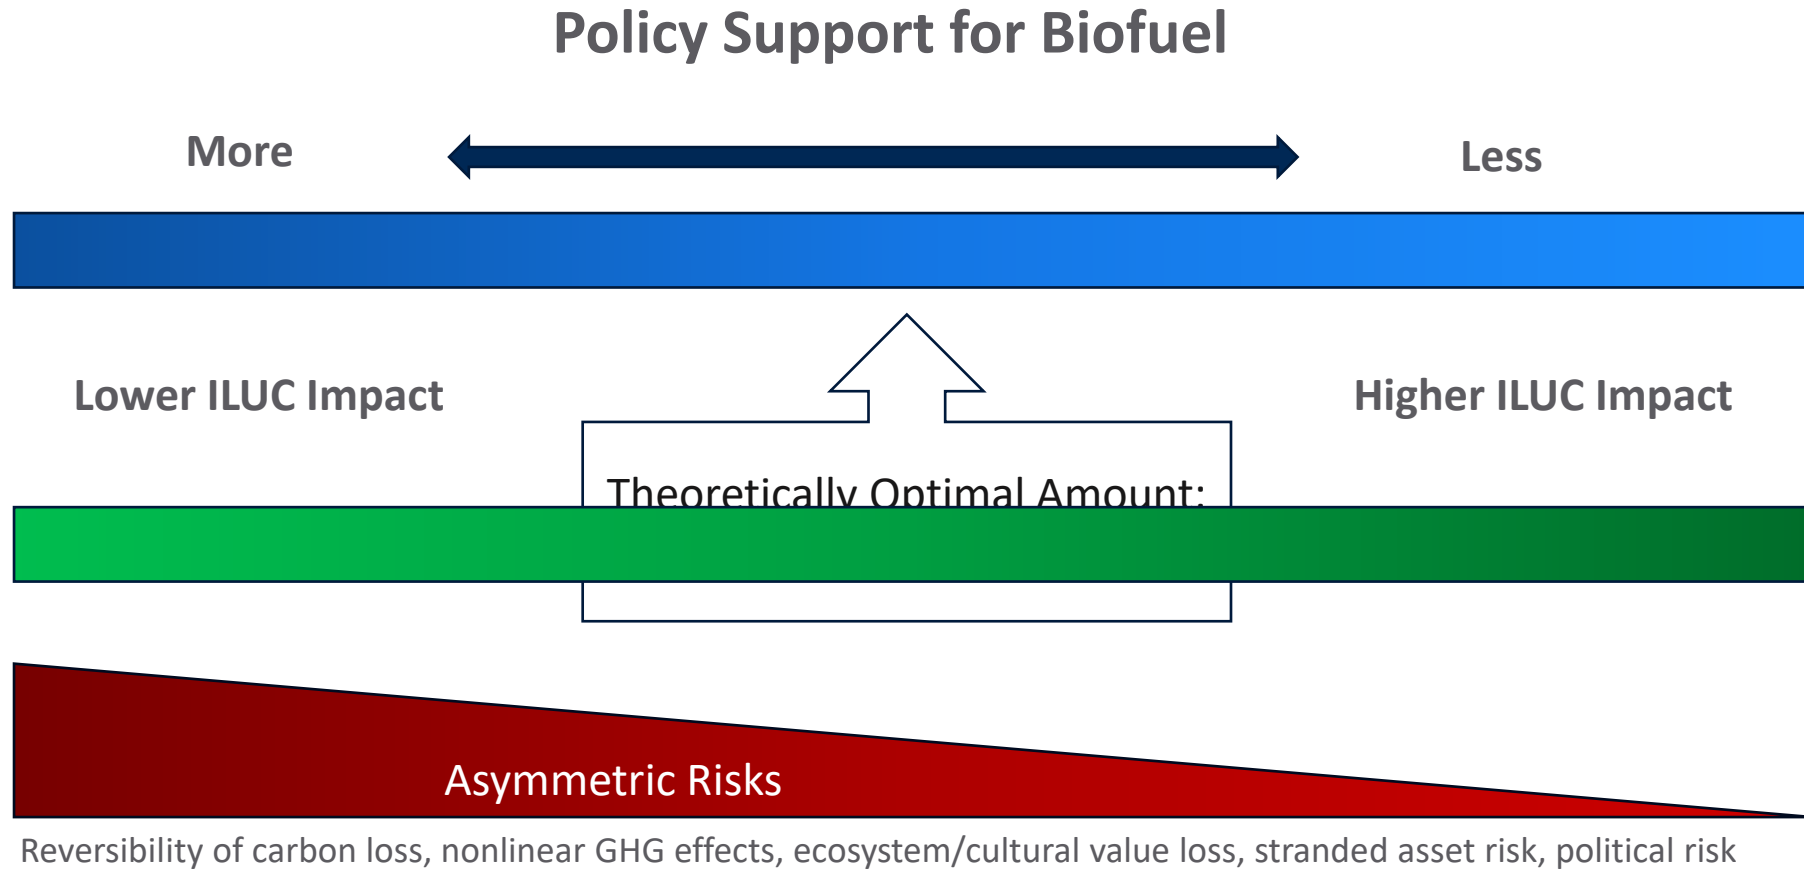 Policy Support for Biofuel
More
Less
Lower ILUC Impact
Higher ILUC Impact
Theoretically Optimal Amount:
Asymmetric Risks
Reversibility of carbon loss, nonlinear GHG effects, ecosystem/cultural value loss, stranded asset risk, political risk